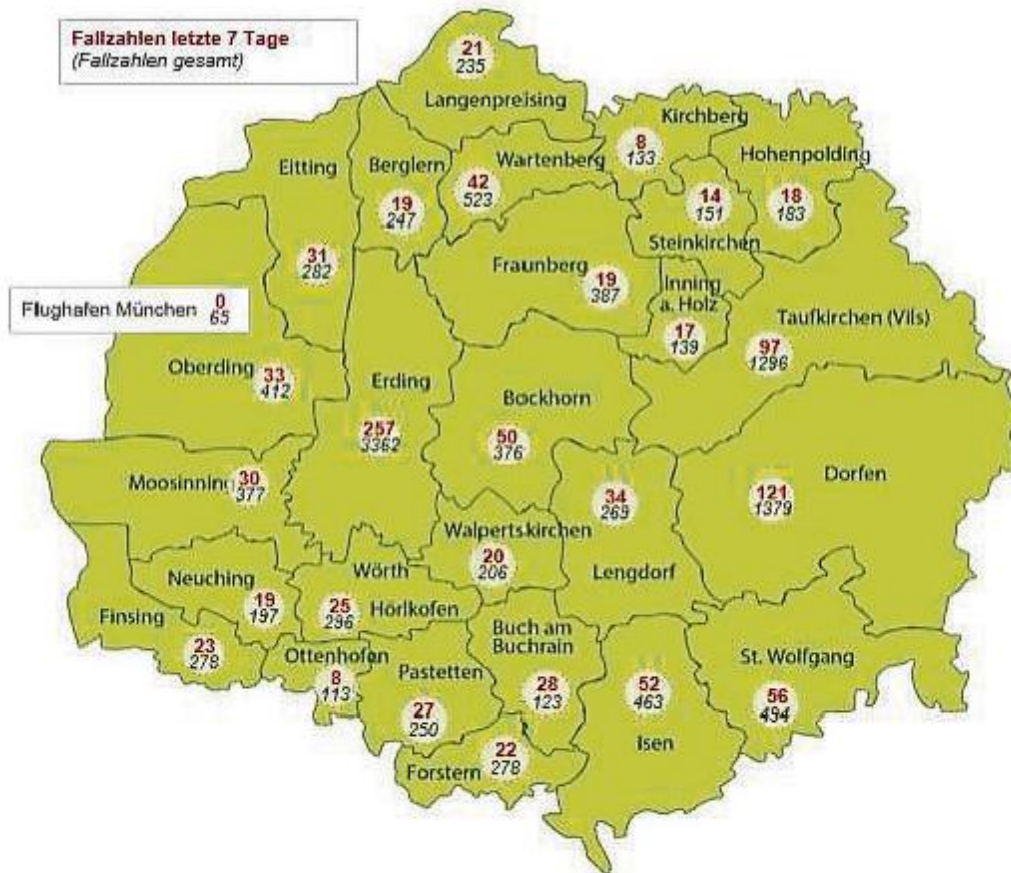 Fallzahlen letzte 7 Tage
(Fallzahlen gesamt)
21
235
Langenpreising
Kirchberg
8
133
Hohenpolding
18
183
Eitting
31
282
Berglern
19
247
Wartenberg
42
523
14
151
Steinkirchen
Fraunberg
19
387
Inning
a. Holz
17
139
Taufkirchen (Vils)
97
1296
Flughafen München
0
65
Oberding
33
412
Erding
257
3362
Bockhorn
50
376
Dorfen
121
1379
Moosinning
30
377
34
269
Lengdorf
Walpertskirchen
20
206
Neuching
19
197
Wörth
Hörlkofen
25
296
Finsing
23
278
Ottenhofen
8
113
Pastetten
27
250
Buch am
Buchrain
28
123
52
463
Isen
St. Wolfgang
56
494
Forstern
22
278